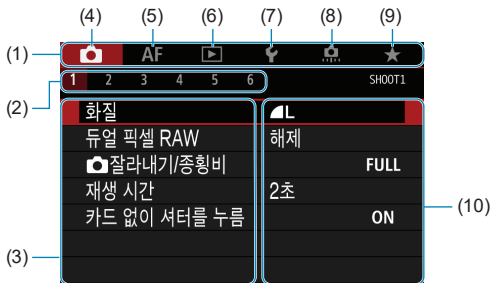 (4) (5) (6) (7) (8) (9)
(1) AF
(2) 1 2 3 4 5 6 SHOOT1
화질 L
듀얼 픽셀 RAW 해제
잘라내기/종횡비 FULL
재생 시간 2초
카드 없이 셔터를 누름 ON
(10)
(3)